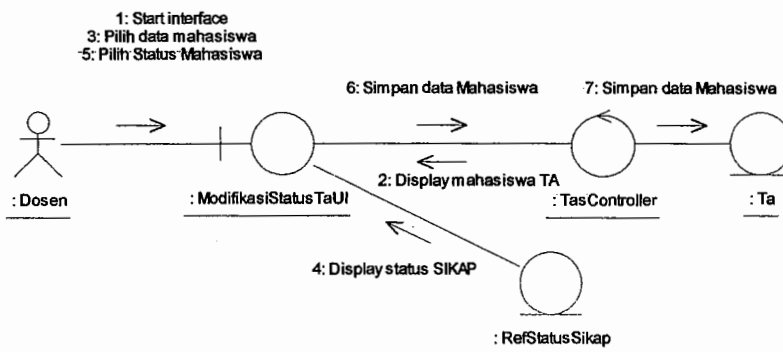 1: Start interface
3: Pilih data mahasiswa
5: Pilih Status Mahasiswa
6: Simpan data Mahasiswa
7: Simpan data Mahasiswa
2: Display mahasiswa TA
: Dosen
: ModifikasiStatusTaUI
: TasController
: Ta
4: Display status SIKAP
: RefStatusSikap